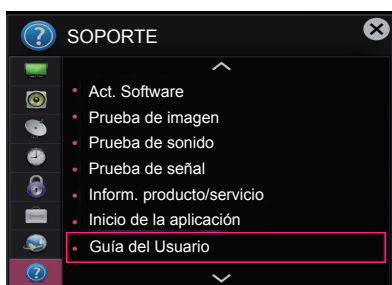 SOPORTE
Act. Software
Prueba de imagen
Prueba de sonido
Prueba de señal
Inform. producto/servicio
Inicio de la aplicación
Guía del Usuario